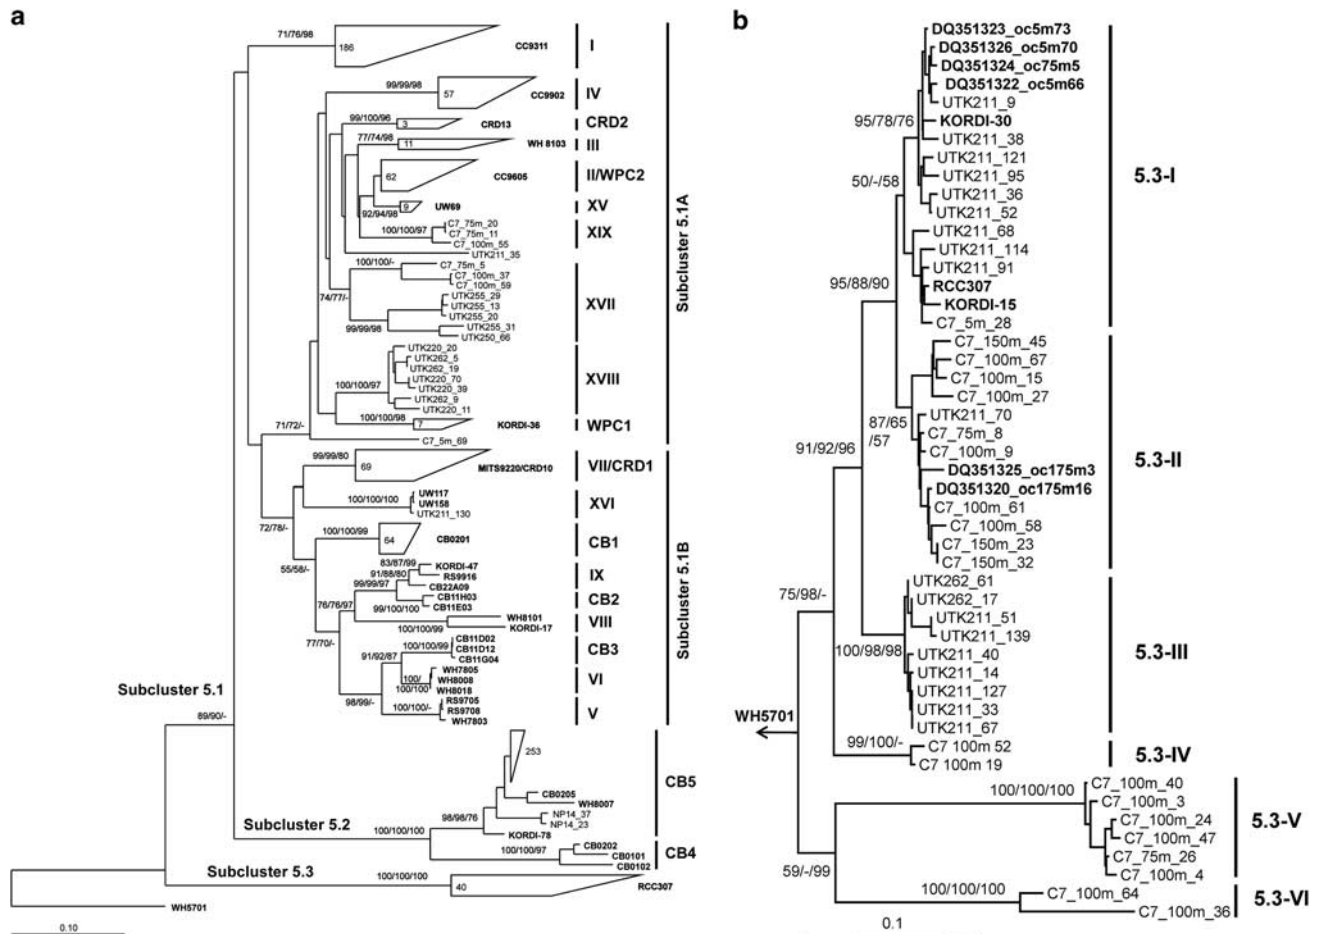 a
71/76/98
186
CC9311
I
99/99/98
57
CC9902
IV
99/100/96
3
CRD13
CRD2
77/74/98
11
WH 8103
III
62
CC9605
II/WPC2
92/94/98
9
UW69
XV
100/100/97
C7_75m_20
C7_75m_11
C7_100m_55
XIX
UTK211_35
100/100/-
C7_75m_5
C7_100m_37
C7_100m_59
74/77/-
UTK255_29
UTK255_13
UTK255_20
99/99/98
UTK255_31
UTK250_66
XVII
UTK220_20
UTK262_5
UTK262_19
100/100/97
UTK220_70
UTK220_39
UTK262_9
UTK220_11
XVIII
100/100/98
7
KORDI-36
WPC1
71/72/-
C7_5m_69
Subcluster 5.1A
99/99/80
69
MITS9220/CRD10
VII/CRD1
100/100/100
UW117
UW158
UTK211_130
XVI
72/78/-
100/100/99
64
CB0201
CB1
55/58/-
83/87/99
KORDI-47
91/88/80
RS9916
99/99/97
CB22A09
IX
CB11H03
99/100/100
CB11E03
CB2
76/76/97
WH8101
100/100/99
KORDI-17
VIII
77/70/-
CB11D02
100/100/99
CB11D12
CB11G04
CB3
91/92/87
WH7805
100/
100/100
WH8008
WH8018
VI
98/99/-
RS9705
100/100/-
RS9708
WH7803
V
Subcluster 5.1B
Subcluster 5.1
89/90/-
253
CB0205
WH8007
NP14_37
98/98/76
NP14_23
KORDI-78
CB5
Subcluster 5.2
100/100/100
CB0202
100/100/97
CB0101
CB0102
CB4
Subcluster 5.3
100/100/100
40
RCC307
WH5701
0.10
b
DQ351323_oc5m73
DQ351326_oc5m70
DQ351324_oc75m5
DQ351322_oc5m66
UTK211_9
95/78/76
KORDI-30
UTK211_38
UTK211_121
UTK211_95
50/-/58
UTK211_36
UTK211_52
UTK211_68
UTK211_114
UTK211_91
95/88/90
RCC307
KORDI-15
C7_5m_28
5.3-I
C7_150m_45
C7_100m_67
C7_100m_15
C7_100m_27
87/65
/57
UTK211_70
C7_75m_8
91/92/96
C7_100m_9
DQ351325_oc175m3
DQ351320_oc175m16
C7_100m_61
C7_100m_58
C7_150m_23
C7_150m_32
5.3-II
UTK262_61
75/98/-
UTK262_17
UTK211_51
UTK211_139
100/98/98
UTK211_40
UTK211_14
UTK211_127
UTK211_33
UTK211_67
5.3-III
WH5701
99/100/-
C7 100m 52
C7 100m 19
5.3-IV
C7_100m_40
100/100/100
C7_100m_3
C7_100m_24
C7_100m_47
C7_75m_26
C7_100m_4
5.3-V
59/-/99
100/100/100
C7_100m_64
C7_100m_36
5.3-VI
0.1